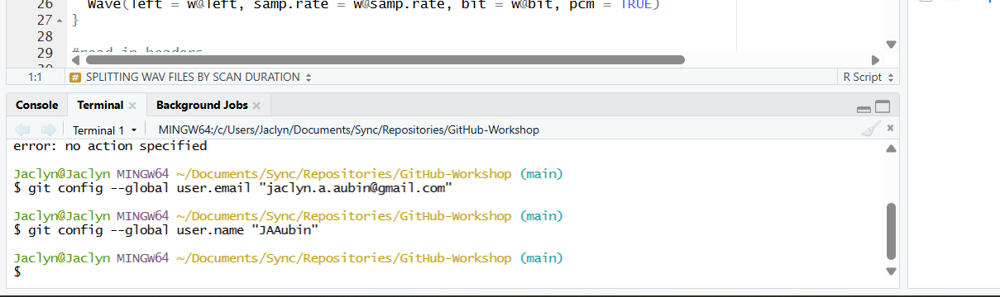 26 Wave(left = w@left, samp.rate = w@samp.rate, bit = w@bit, pcm = TRUE)
27 }
28
29 #read in headers
30
1:1 # SPLITTING WAV FILES BY SCAN DURATION R Script
Console Terminal Background Jobs
Terminal 1 MINGW64:/c/Users/Jaclyn/Documents/Sync/Repositories/GitHub-Workshop
error: no action specified
Jaclyn@Jaclyn MINGW64 ~/Documents/Sync/Repositories/GitHub-Workshop (main)
$ git config --global user.email "jaclyn.a.aubin@gmail.com"
Jaclyn@Jaclyn MINGW64 ~/Documents/Sync/Repositories/GitHub-Workshop (main)
$ git config --global user.name "JAAubin"
Jaclyn@Jaclyn MINGW64 ~/Documents/Sync/Repositories/GitHub-Workshop (main)
$